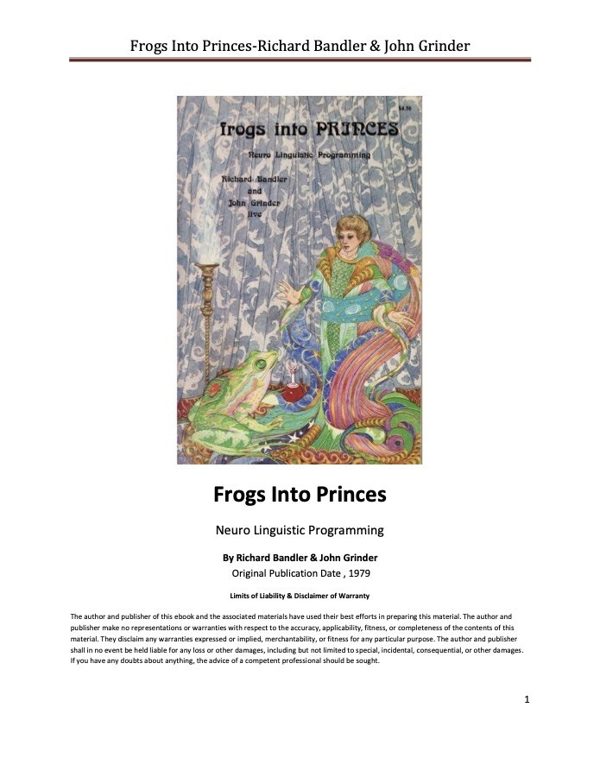 Frogs Into Princes-Richard Bandler & John Grinder
$4.50
frogs into PRINCES
Neuro Linguistic Programming
Richard Bandler
and
John Grinder
live
Frogs Into Princes
Neuro Linguistic Programming
By Richard Bandler & John Grinder
Original Publication Date , 1979
Limits of Liability & Disclaimer of Warranty
The author and publisher of this ebook and the associated materials have used their best efforts in preparing this material. The author and
publisher make no representations or warranties with respect to the accuracy, applicability, fitness, or completeness of the contents of this
material. They disclaim any warranties expressed or implied, merchantability, or fitness for any particular purpose. The author and publisher
shall in no event be held liable for any loss or other damages, including but not limited to special, incidental, consequential, or other damages.
If you have any doubts about anything, the advice of a competent professional should be sought.
1